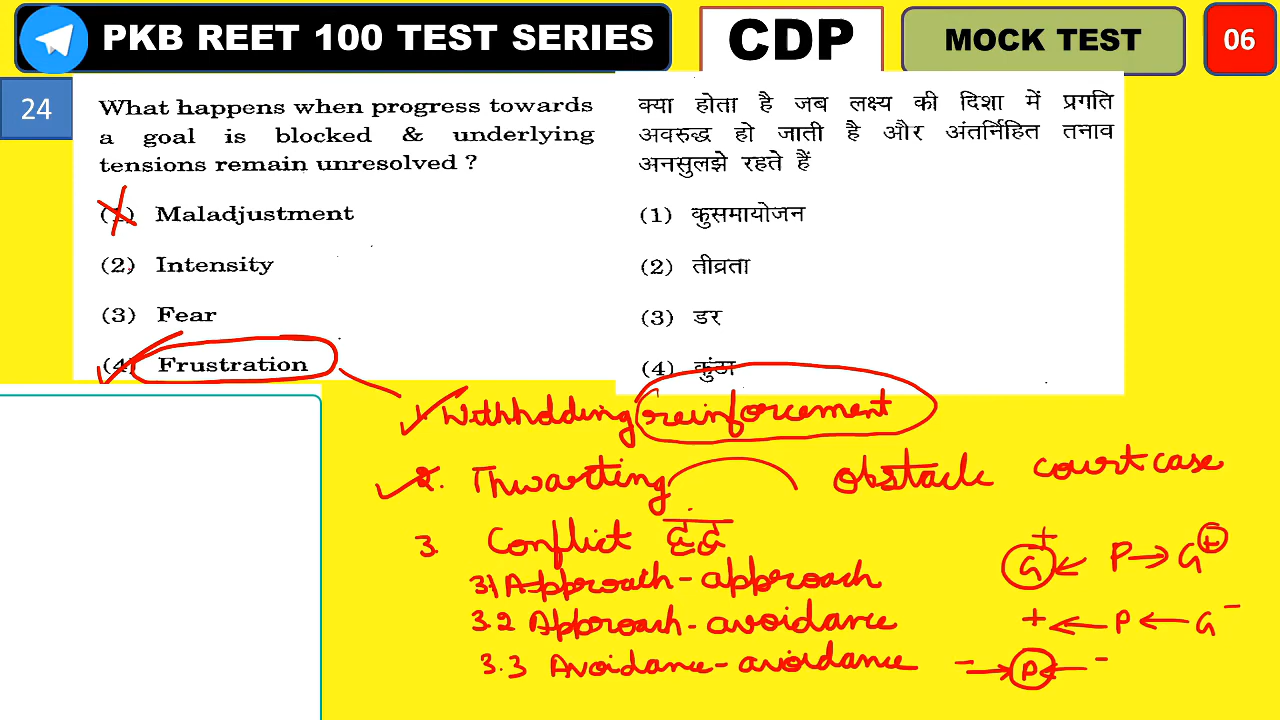 PKB REET 100 TEST SERIES
CDP
MOCK TEST
06
24
What happens when progress towards
a goal is blocked & underlying
tensions remain unresolved ?
(1) Maladjustment
(2) Intensity
(3) Fear
(4) Frustration
क्या होता है जब लक्ष्य की दिशा में प्रगति
अवरुद्ध हो जाती है और अंतर्निहित तनाव
अनसुलझे रहते हैं
(1) कुसमायोजन
(2) तीव्रता
(3) डर
(4) कुंठा
1. Withholding reinforcement
2. Thwarting obstacle court case
3. Conflict द्वंद्व
3.1 Approach-approach
3.2 Approach-avoidance
3.3 Avoidance-avoidance
G+ ← P → G+
+ ← P ← G-
- → P ← -